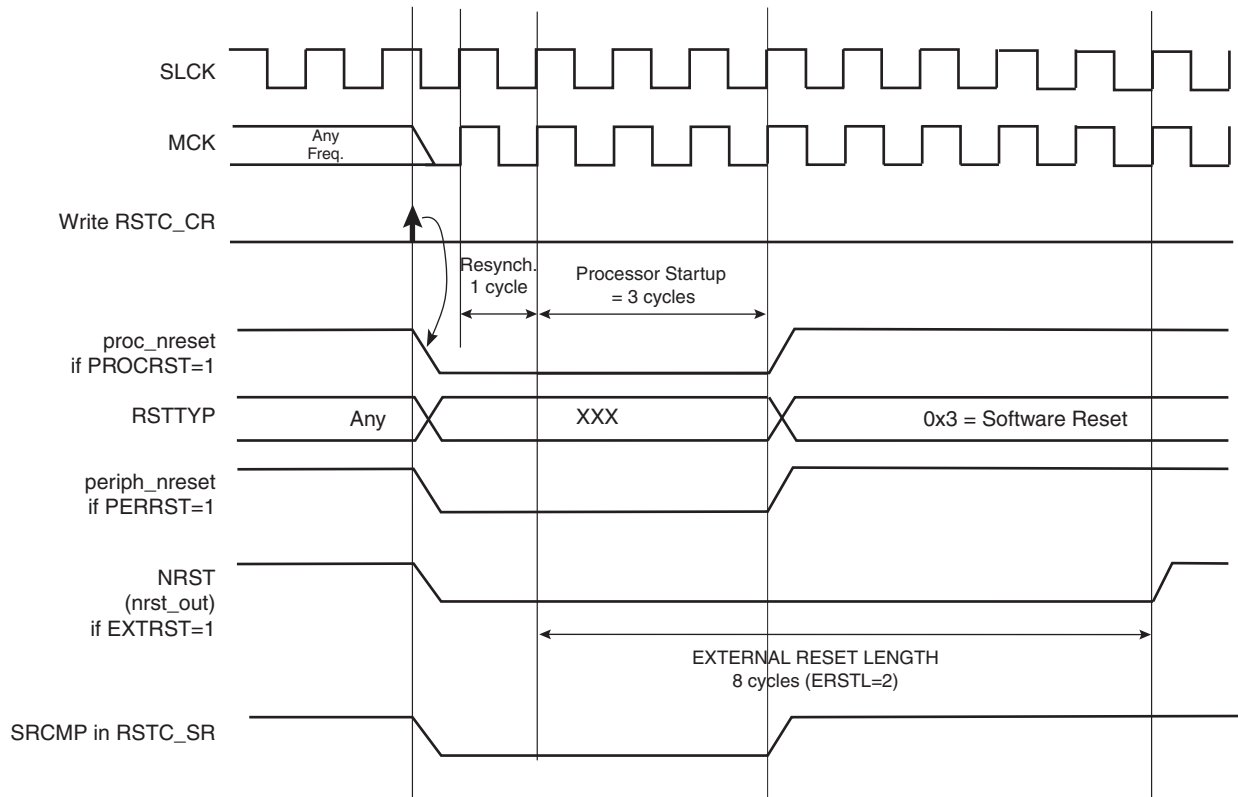 SLCK
MCK
Any
Freq.
Write RSTC_CR
Resynch.
1 cycle
Processor Startup
= 3 cycles
proc_nreset
if PROCRST=1
RSTTYP
Any
XXX
0x3 = Software Reset
periph_nreset
if PERRST=1
NRST
(nrst_out)
if EXTRST=1
EXTERNAL RESET LENGTH
8 cycles (ERSTL=2)
SRCMP in RSTC_SR